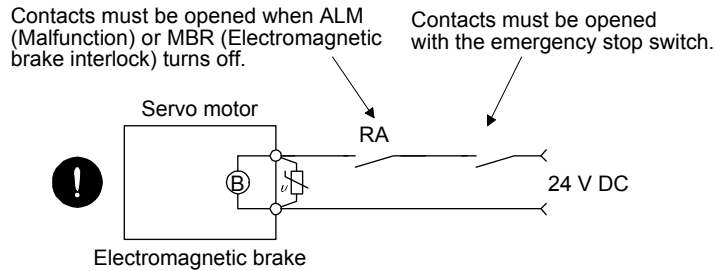 Contacts must be opened when ALM
(Malfunction) or MBR (Electromagnetic
brake interlock) turns off.
Contacts must be opened
with the emergency stop switch.
Servo motor
RA
B
υ
24 V DC
Electromagnetic brake